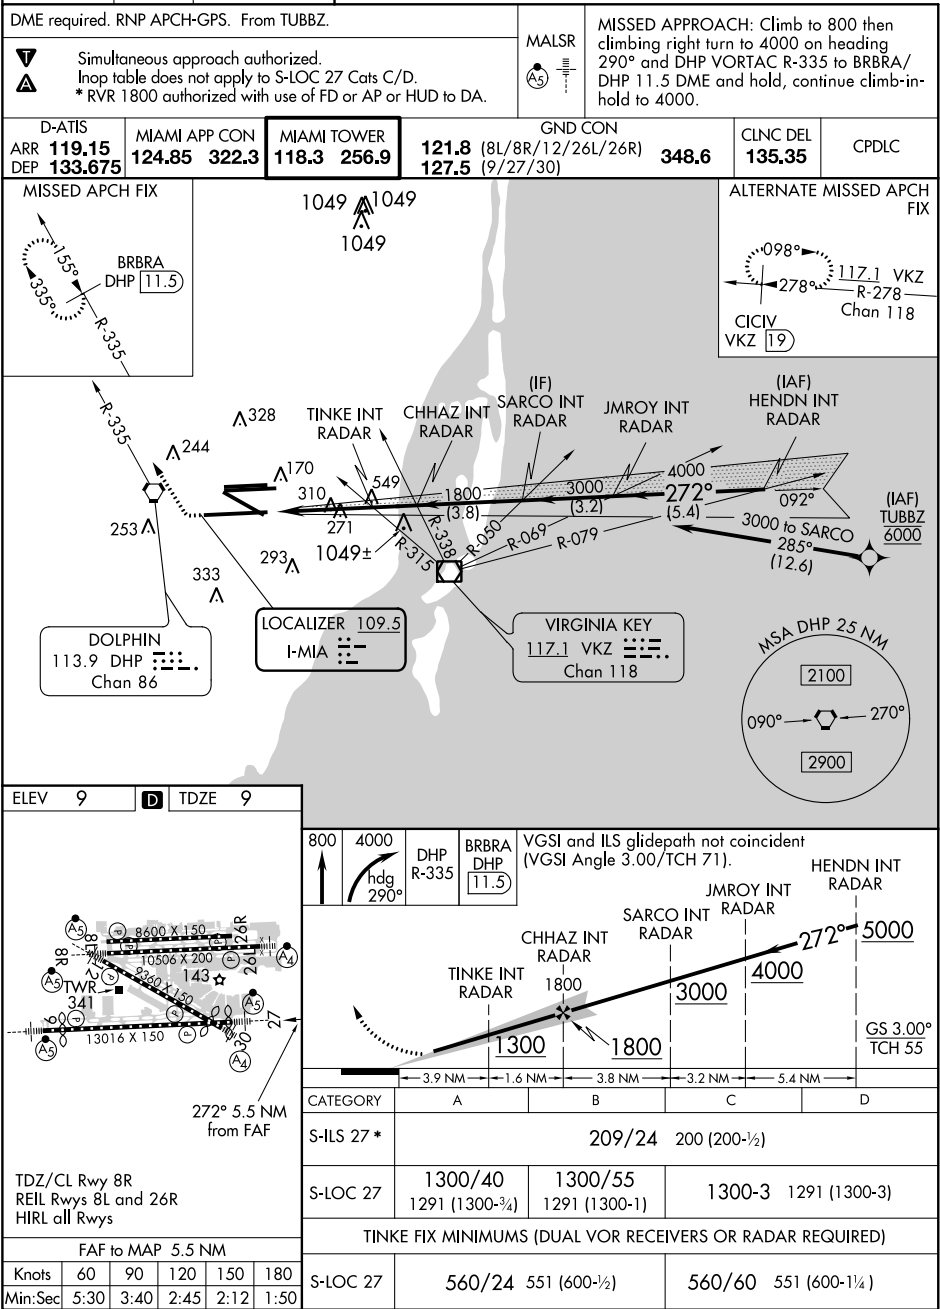 DME required. RNP APCH-GPS. From TUBBZ.
T
A
Simultaneous approach authorized.
Inop table does not apply to S-LOC 27 Cats C/D.
* RVR 1800 authorized with use of FD or AP or HUD to DA.
MALSR
A5
MISSED APPROACH: Climb to 800 then
climbing right turn to 4000 on heading
290° and DHP VORTAC R-335 to BRBRA/
DHP 11.5 DME and hold, continue climb-in-
hold to 4000.
D-ATIS
ARR 119.15
DEP 133.675
MIAMI APP CON
124.85 322.3
MIAMI TOWER
118.3 256.9
GND CON
121.8 (8L/8R/12/26L/26R)
127.5 (9/27/30)
348.6
CLNC DEL
135.35
CPDLC
MISSED APCH FIX
BRBRA
DHP 11.5
155°
335°
R-335
1049 1049
1049
ALTERNATE MISSED APCH
FIX
098°
278°
117.1 VKZ
R-278
Chan 118
CICIV
VKZ 19
R-335
328
244
170
253
310
271
549
1049±
293
333
TINKE INT
RADAR
CHHAZ INT
RADAR
(IF)
SARCO INT
RADAR
JMROY INT
RADAR
(IAF)
HENDN INT
RADAR
1800
(3.8)
3000
(3.2)
4000
272°
(5.4)
092°
R-315
R-338
R-050
R-069
R-079
3000 to SARCO
285°
(12.6)
(IAF)
TUBBZ
6000
DOLPHIN
113.9 DHP
Chan 86
LOCALIZER 109.5
I-MIA
VIRGINIA KEY
117.1 VKZ
Chan 118
MSA DHP 25 NM
2100
090°
270°
2900
ELEV 9
D
TDZE 9
8600 X 150
10506 X 200
9360 X 150
13016 X 150
8L
26R
8R
26L
12
30
9
27
TWR
341
143
P
P
P
P
P
P
P
A5
A5
A5
A5
A4
A4
272° 5.5 NM
from FAF
TDZ/CL Rwy 8R
REIL Rwys 8L and 26R
HIRL all Rwys
FAF to MAP 5.5 NM
Knots 60 90 120 150 180
Min:Sec 5:30 3:40 2:45 2:12 1:50
800
4000
hdg
290°
DHP
R-335
BRBRA
DHP
11.5
VGSI and ILS glidepath not coincident
(VGSI Angle 3.00/TCH 71).
HENDN INT
RADAR
JMROY INT
RADAR
SARCO INT
RADAR
CHHAZ INT
RADAR
TINKE INT
RADAR
1800
272°
5000
4000
3000
1800
1300
GS 3.00°
TCH 55
3.9 NM 1.6 NM 3.8 NM 3.2 NM 5.4 NM
CATEGORY A B C D
S-ILS 27 * 209/24 200 (200-½)
S-LOC 27
1300/40
1291 (1300-¾)
1300/55
1291 (1300-1)
1300-3 1291 (1300-3)
TINKE FIX MINIMUMS (DUAL VOR RECEIVERS OR RADAR REQUIRED)
S-LOC 27 560/24 551 (600-½) 560/60 551 (600-1¼)